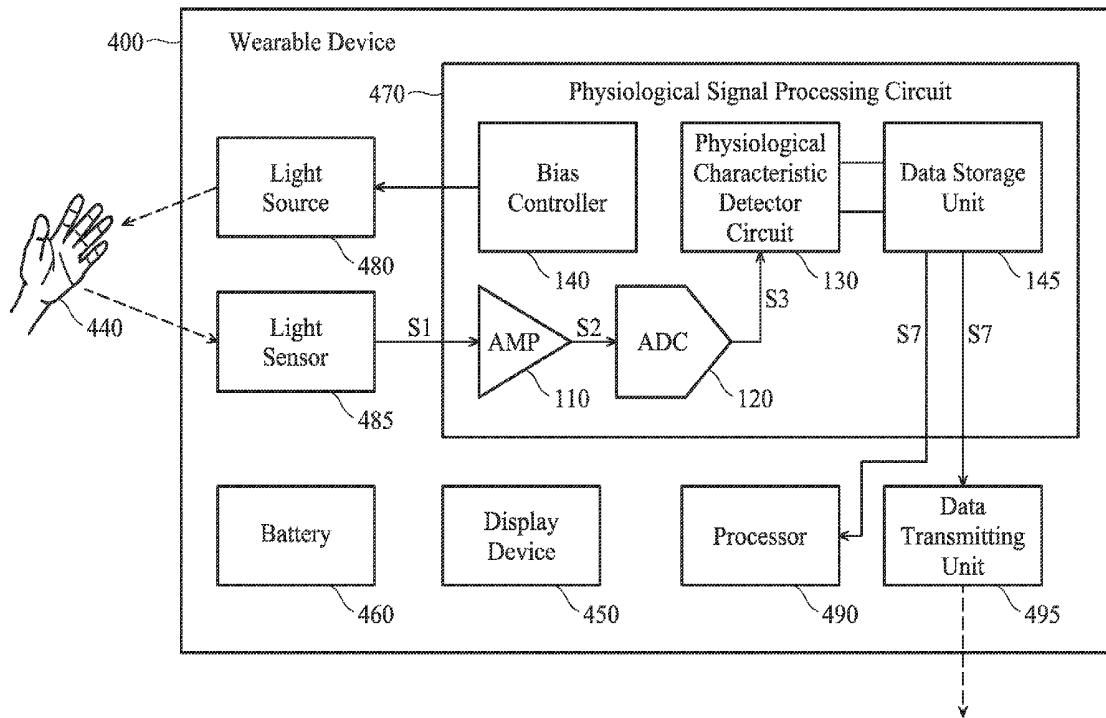 400
Wearable Device
470
Physiological Signal Processing Circuit
Light
Source
480
Bias
Controller
140
Physiological
Characteristic
Detector
Circuit
130
Data Storage
Unit
145
440
Light
Sensor
485
S1
AMP
110
S2
ADC
120
S3
S7
S7
Battery
460
Display
Device
450
Processor
490
Data
Transmitting
Unit
495